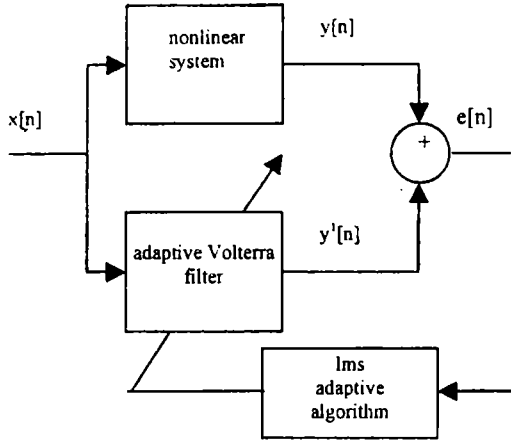 nonlinear
system
y[n]
x[n]
+
e[n]
adaptive Volterra
filter
y¹[n]
lms
adaptive
algorithm